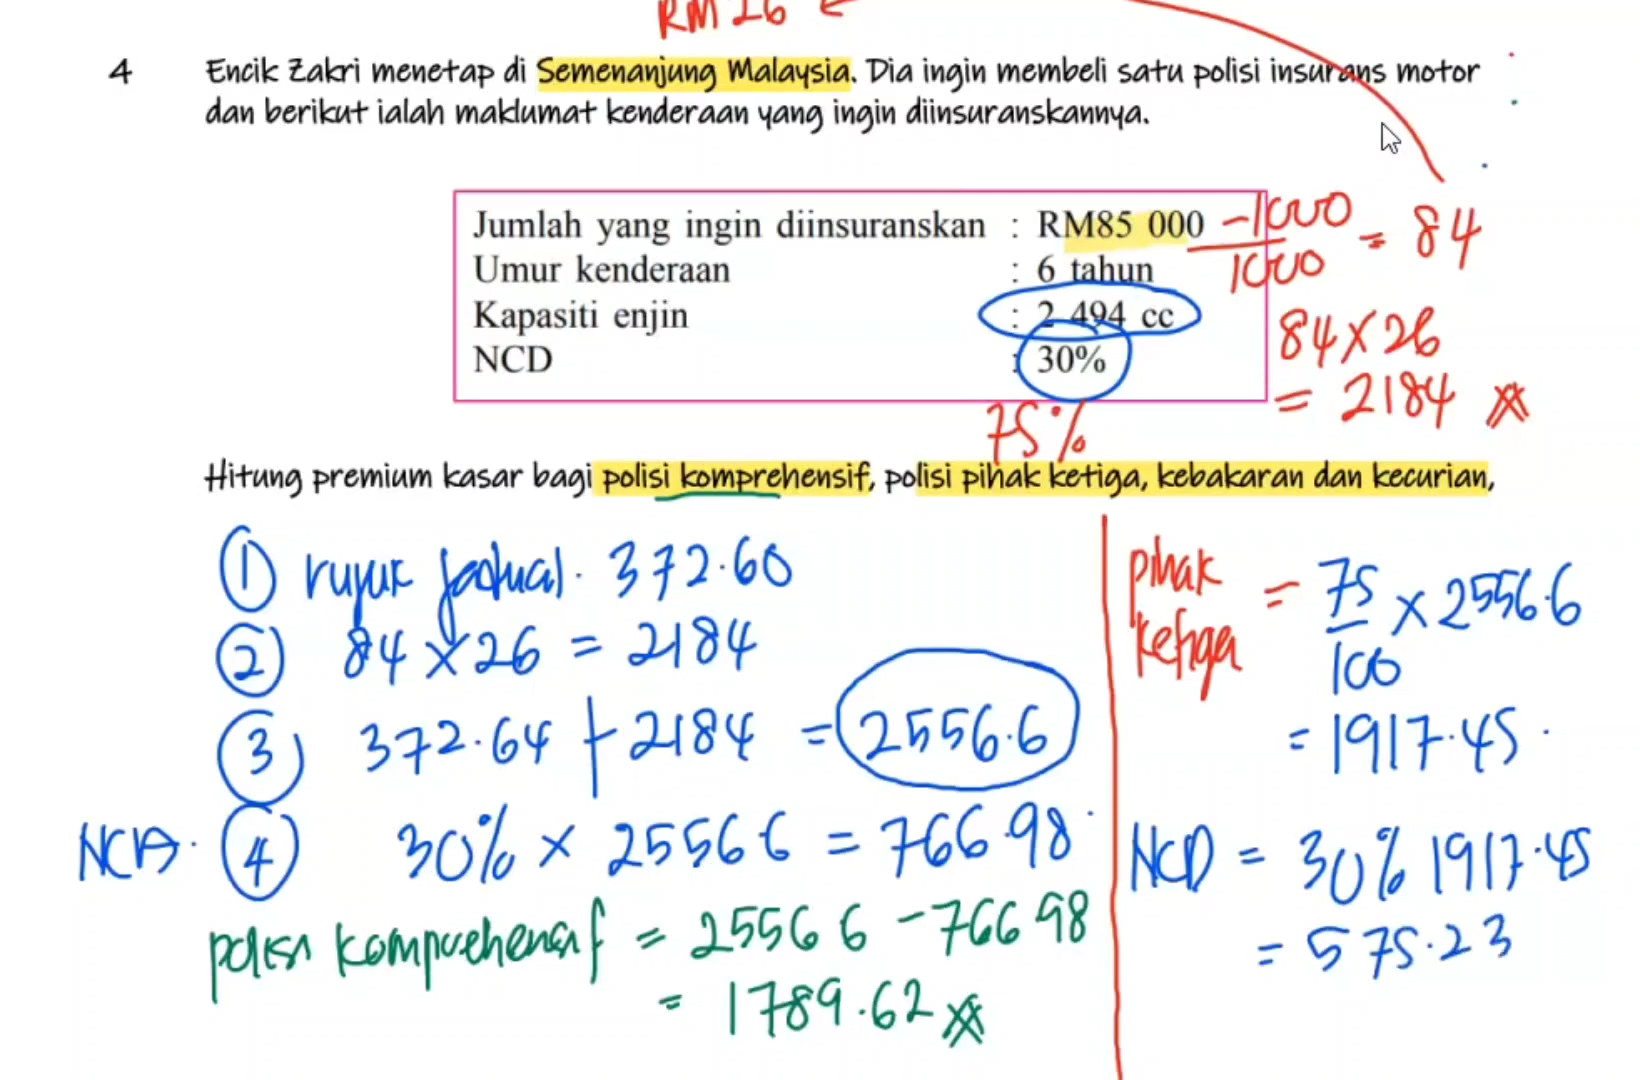 RM 26
4 Encik Zakri menetap di Semenanjung Malaysia. Dia ingin membeli satu polisi insurans motor
dan berikut ialah maklumat kenderaan yang ingin diinsuranskannya.
Jumlah yang ingin diinsuranskan : RM85 000
Umur kenderaan : 6 tahun
Kapasiti enjin : 2 494 cc
NCD : 30%
-1000
1000
= 84
84 x 26
= 2184
75%
Hitung premium kasar bagi polisi komprehensif, polisi pihak ketiga, kebakaran dan kecurian,
1 rujuk jadual. 372.60
2 84 x 26 = 2184
3 372.64 + 2184 = 2556.6
NCD. 4 30% x 2556 6 = 766.98
polisi komprehensif = 2556 6 - 766 98
= 1789.62
pihak
ketiga
= 75
100
x 2556.6
= 1917.45
NCD = 30% 1917.45
= 575.23